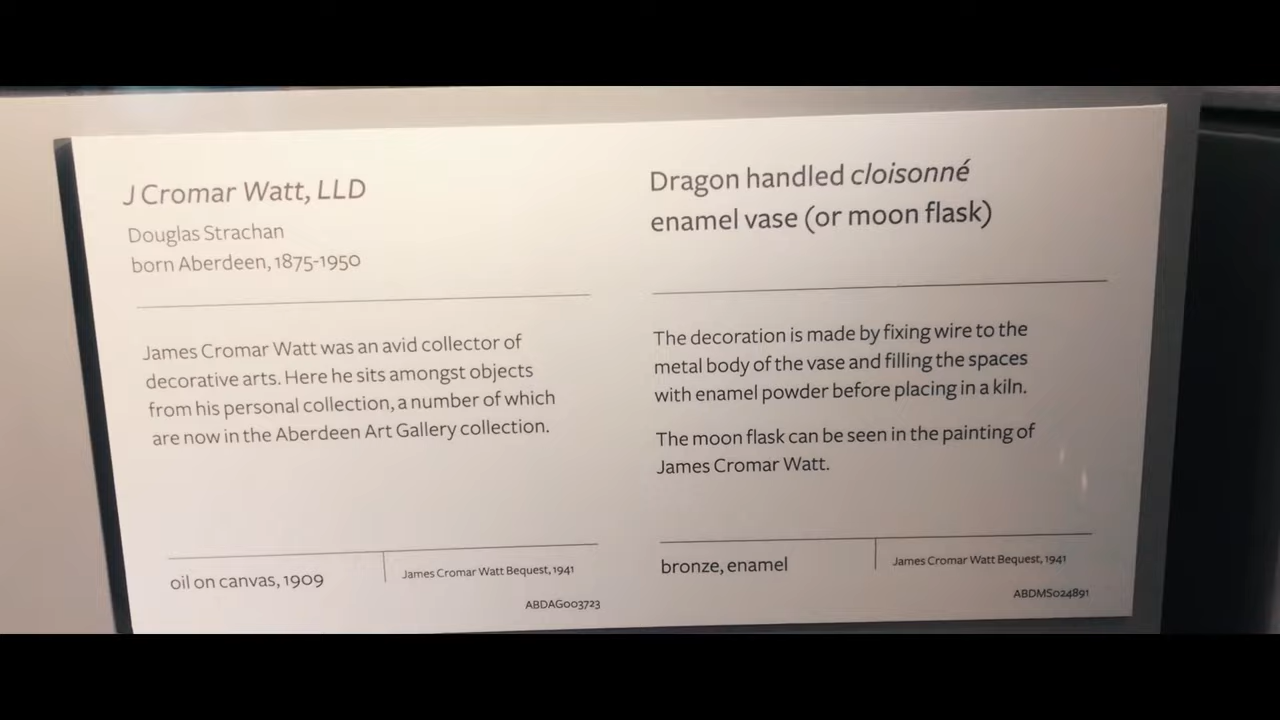 J Cromar Watt, LLD
Douglas Strachan
born Aberdeen, 1875-1950
James Cromar Watt was an avid collector of
decorative arts. Here he sits amongst objects
from his personal collection, a number of which
are now in the Aberdeen Art Gallery collection.
oil on canvas, 1909
James Cromar Watt Bequest, 1941
ABDAG003723
Dragon handled cloisonné
enamel vase (or moon flask)
The decoration is made by fixing wire to the
metal body of the vase and filling the spaces
with enamel powder before placing in a kiln.
The moon flask can be seen in the painting of
James Cromar Watt.
bronze, enamel
James Cromar Watt Bequest, 1941
ABDMS024891